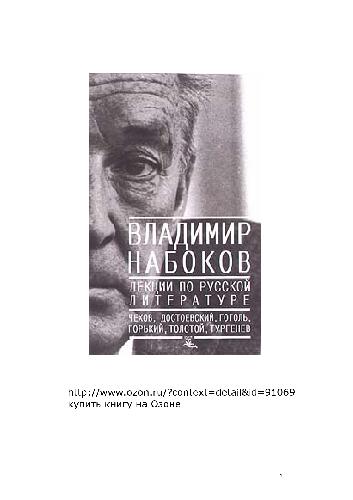 ВЛАДИМИР
НАБОКОВ
ЛЕКЦИИ ПО РУССКОЙ
ЛИТЕРАТУРЕ
ЧЕХОВ, ДОСТОЕВСКИЙ, ГОГОЛЬ,
ГОРЬКИЙ, ТОЛСТОЙ, ТУРГЕНЕВ
http://www.ozon.ru/?context=detail&id=91069
купить книгу на Озоне